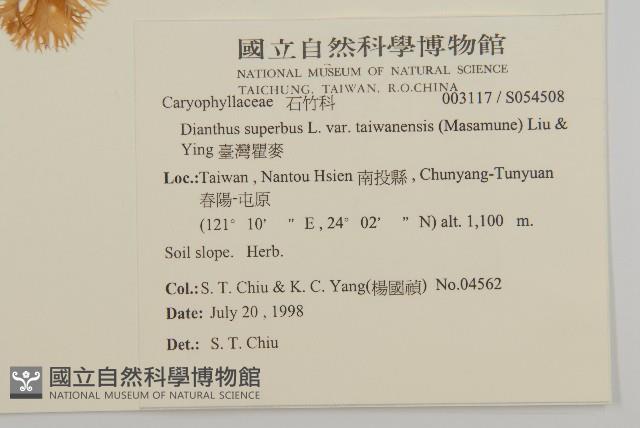 國立自然科學博物館
NATIONAL MUSEUM OF NATURAL SCIENCE
TAICHUNG, TAIWAN, R.O.CHINA
Caryophyllaceae 石竹科 003117 / S054508
Dianthus superbus L. var. taiwanensis (Masamune) Liu &
Ying 臺灣瞿麥
Loc.:Taiwan , Nantou Hsien 南投縣 , Chunyang-Tunyuan
春陽-屯原
(121° 10’ ″ E , 24° 02’ ” N) alt. 1,100 m.
Soil slope. Herb.
Col.: S. T. Chiu & K. C. Yang(楊國禎) No.04562
Date: July 20 , 1998
Det.: S. T. Chiu
國立自然科學博物館
NATIONAL MUSEUM OF NATURAL SCIENCE